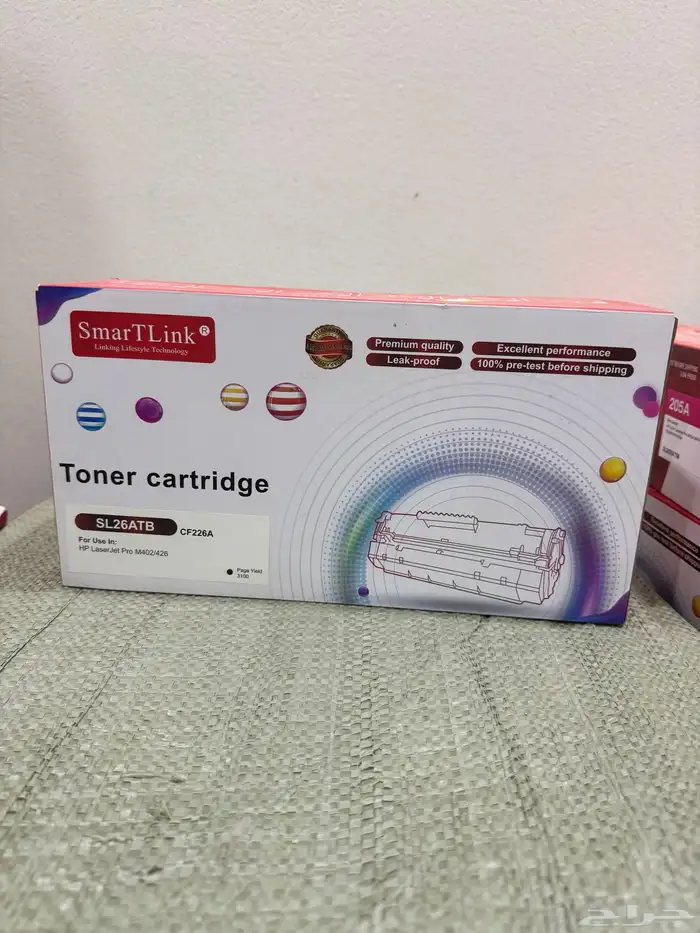 SmarTLink®
Linking Lifestyle Technology
Premium quality
Excellent performance
Leak-proof
100% pre-test before shipping
Toner cartridge
SL26ATB
CF226A
For Use In:
HP LaserJet Pro M402/426
Page Yield
3100
205A
حراج